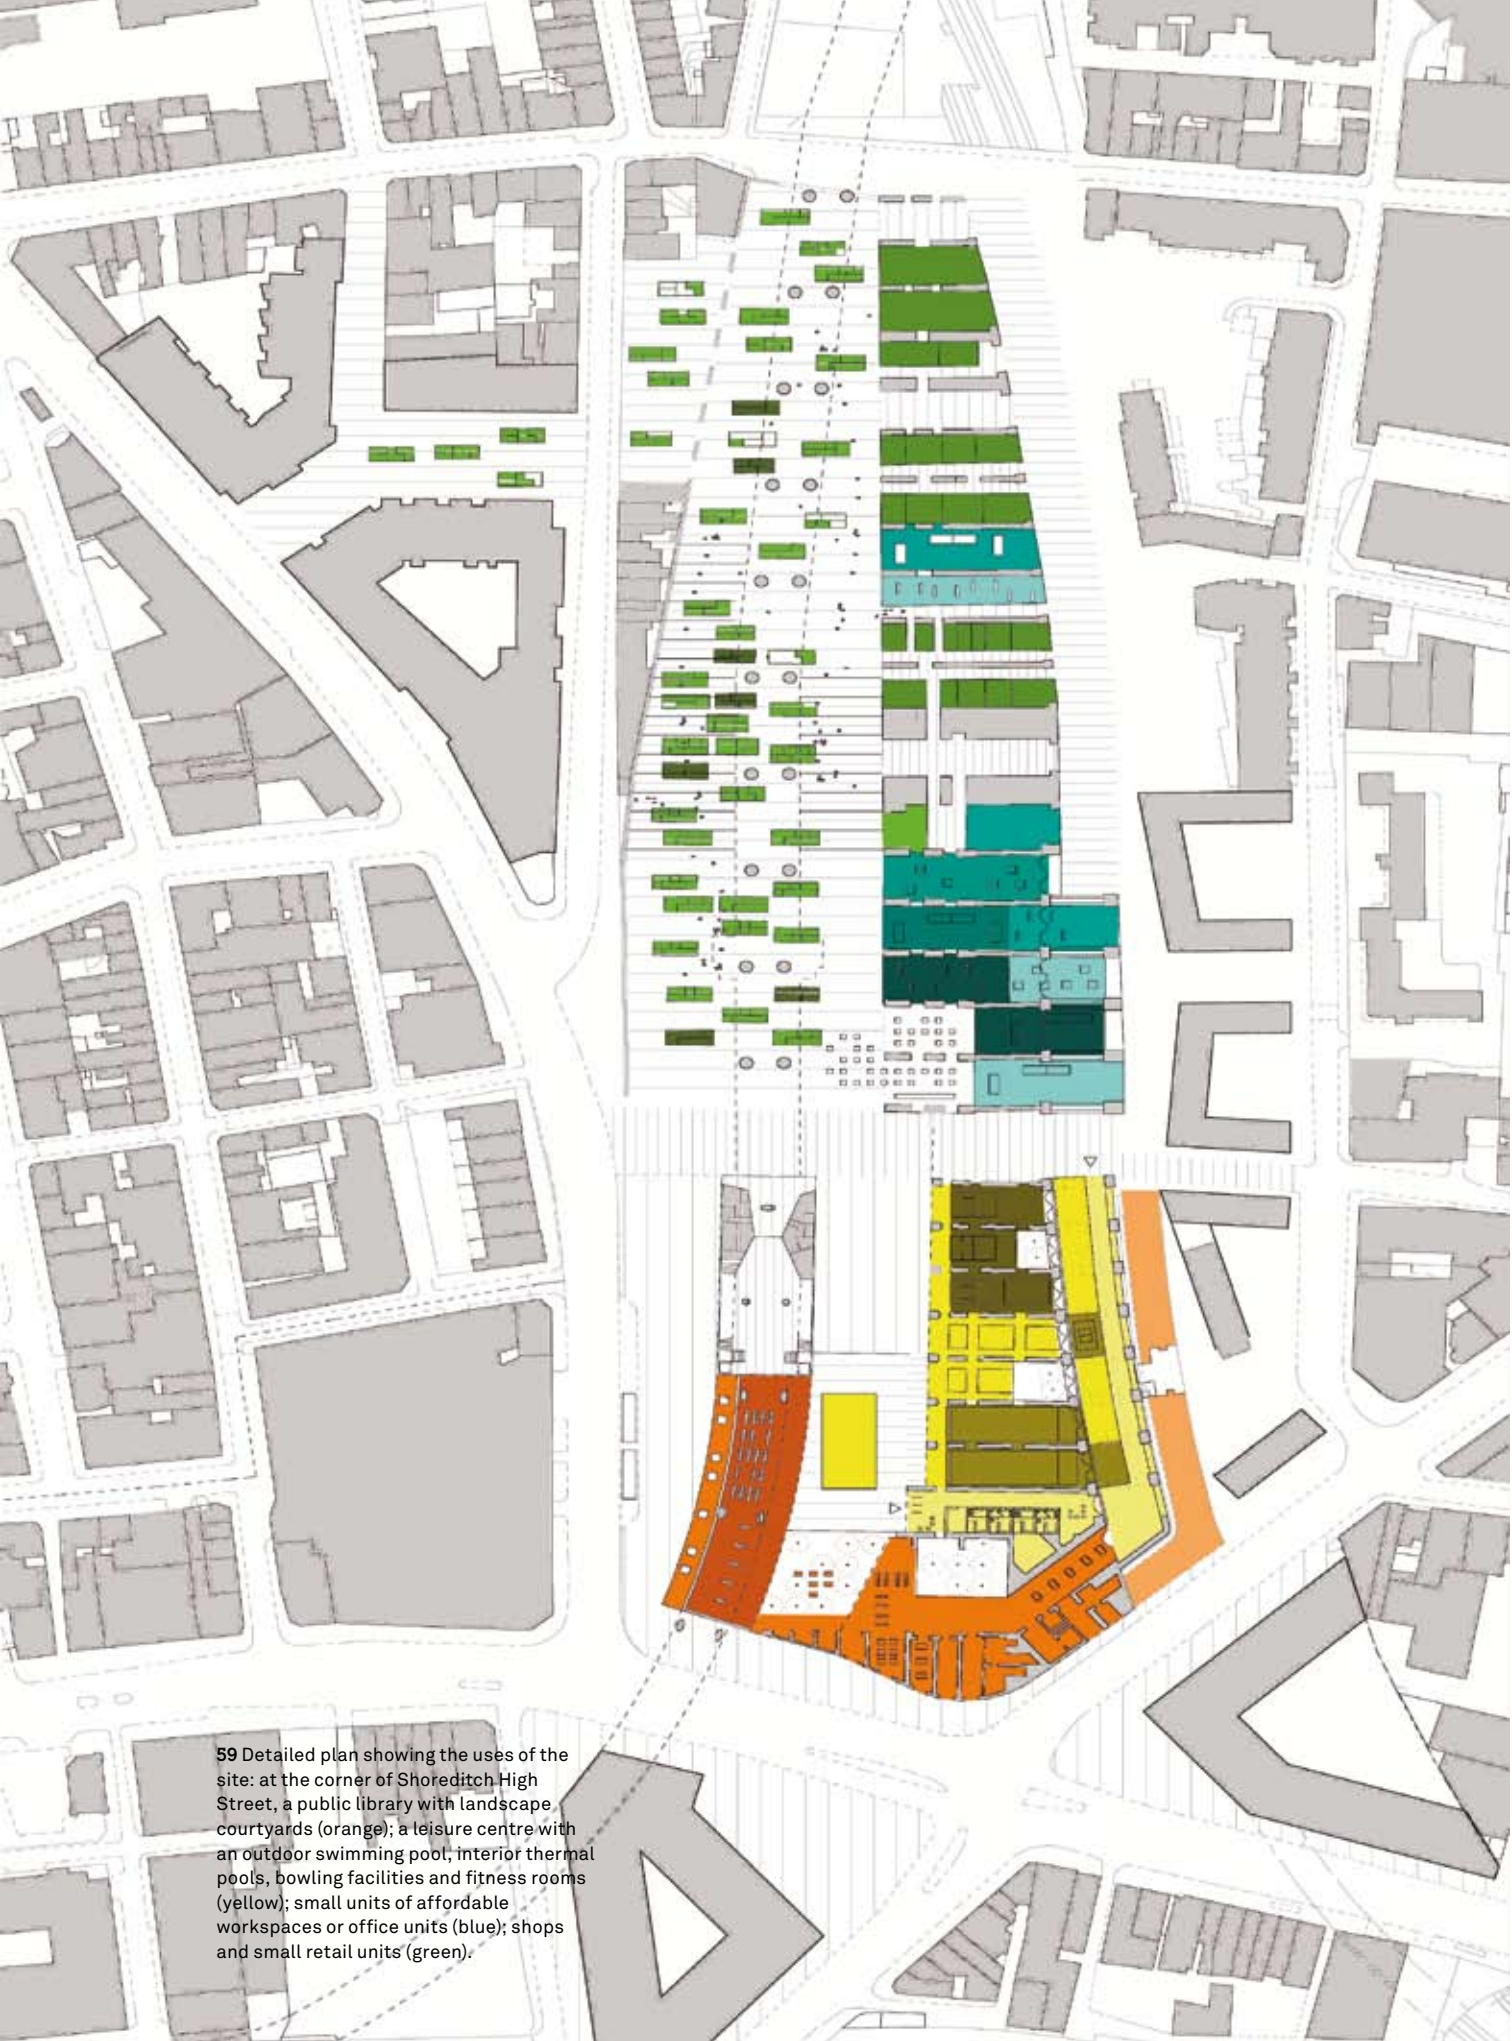 59 Detailed plan showing the uses of the
site: at the corner of Shoreditch High
Street, a public library with landscape
courtyards (orange); a leisure centre with
an outdoor swimming pool, interior thermal
pools, bowling facilities and fitness rooms
(yellow); small units of affordable
workspaces or office units (blue); shops
and small retail units (green).